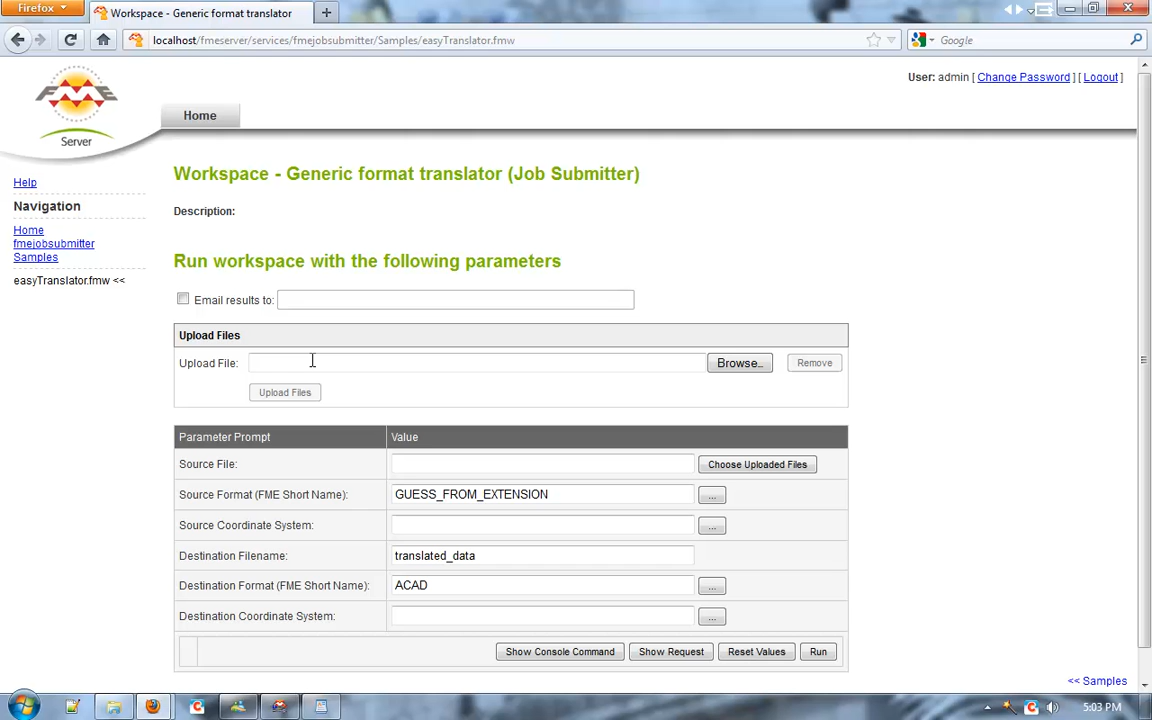 Firefox
Workspace - Generic format translator
localhost/fmeserver/services/fmejobsubmitter/Samples/easyTranslator.fmw
Google
User: admin [ Change Password ] [ Logout ]
FME
Server
Home
Workspace - Generic format translator (Job Submitter)
Help
Navigation
Home
fmejobsubmitter
Samples
easyTranslator.fmw <<
Description:
Run workspace with the following parameters
Email results to:
Upload Files
Upload File:
Browse...
Remove
Upload Files
Parameter Prompt
Value
Source File:
Choose Uploaded Files
Source Format (FME Short Name):
GUESS_FROM_EXTENSION
...
Source Coordinate System:
...
Destination Filename:
translated_data
Destination Format (FME Short Name):
ACAD
...
Destination Coordinate System:
...
Show Console Command
Show Request
Reset Values
Run
<< Samples
5:03 PM